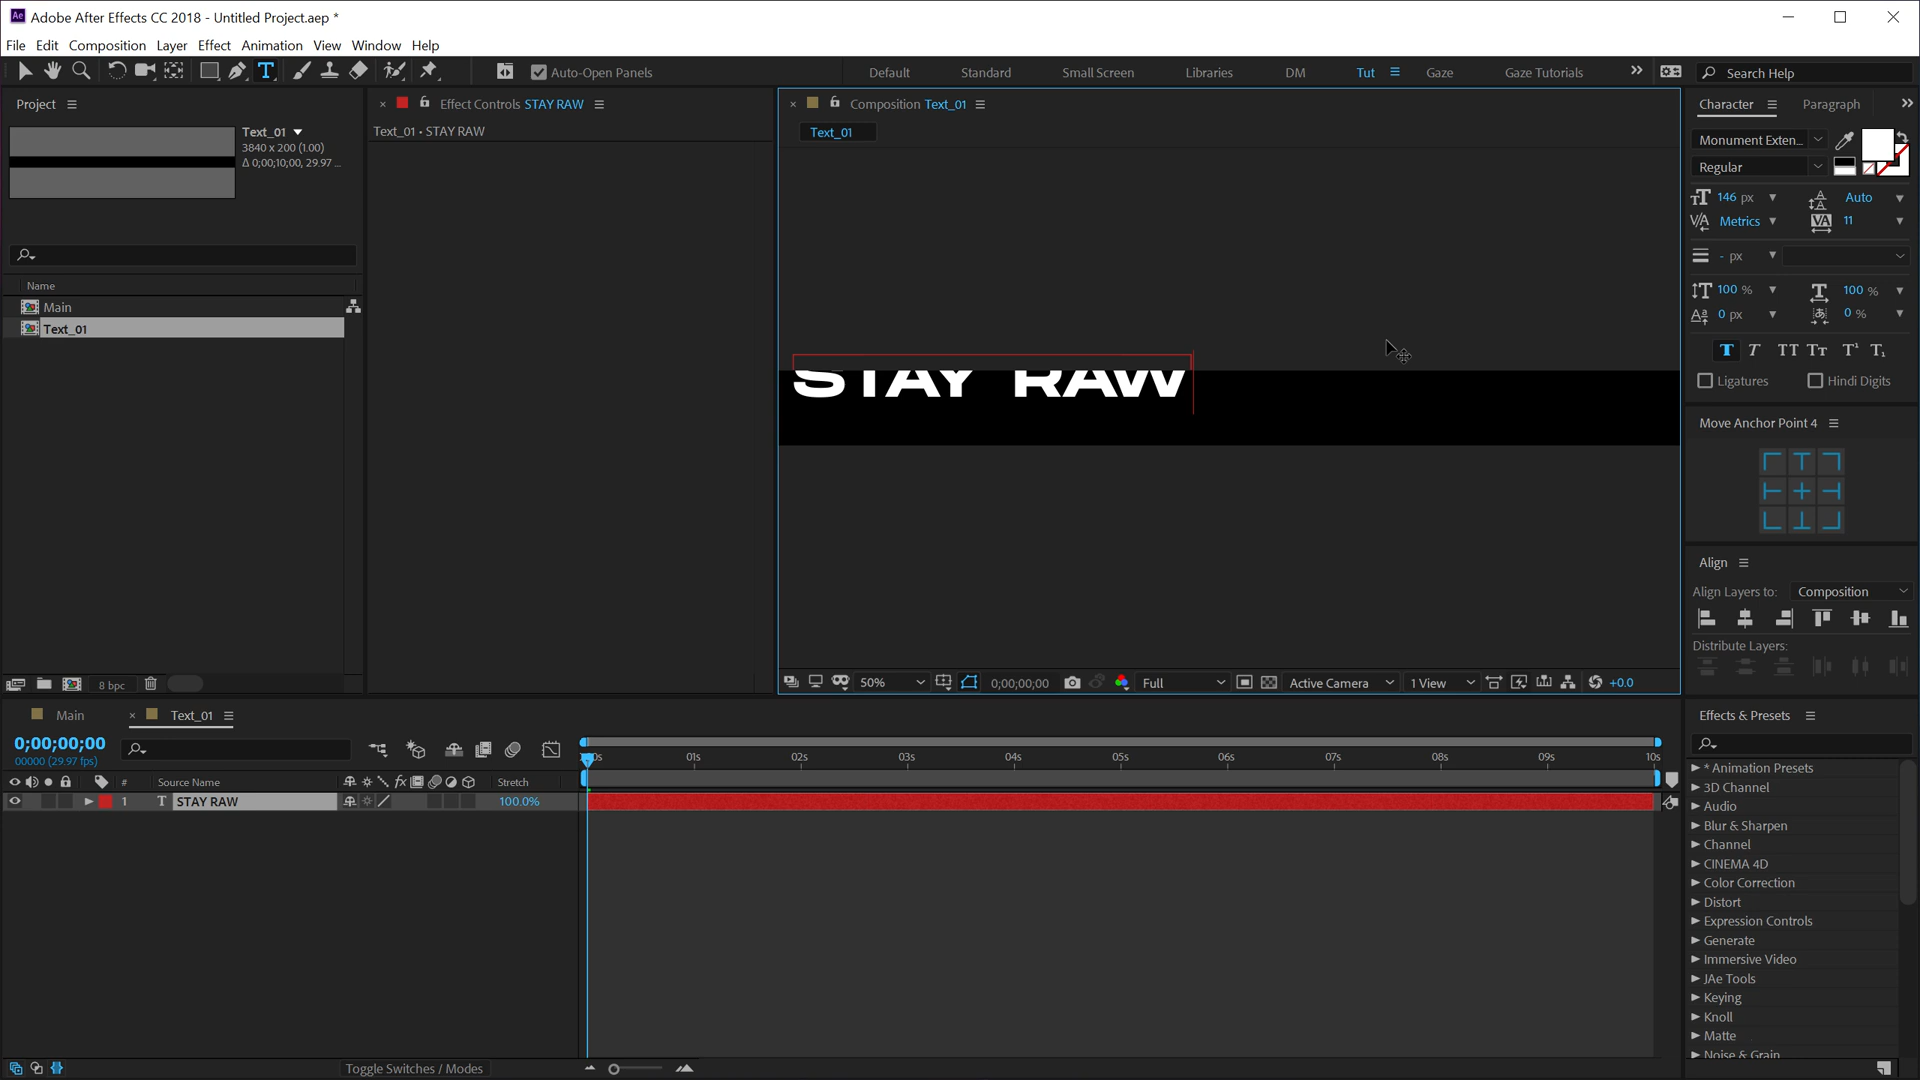 Adobe After Effects CC 2018 - Untitled Project.aep *
File Edit Composition Layer Effect Animation View Window Help
Auto-Open Panels Default Standard Small Screen Libraries DM Tut Gaze Gaze Tutorials Search Help
Project
Text_01
3840 x 200 (1.00)
Δ 0;00;10;00, 29.97 ...
Name
Main
Text_01
8 bpc
Effect Controls STAY RAW
Text_01 • STAY RAW
Composition Text_01
Text_01
STAY RAW
50% 0;00;00;00 Full Active Camera 1 View +0.0
Character Paragraph
Monument Exten...
Regular
146 px Auto
Metrics 11
- px
100 % 100 %
0 px 0 %
Ligatures Hindi Digits
Move Anchor Point 4
Align
Align Layers to: Composition
Distribute Layers:
Main Text_01
0;00;00;00
00000 (29.97 fps)
01s 02s 03s 04s 05s 06s 07s 08s 09s 10s
# Source Name Stretch
1 STAY RAW 100.0%
Toggle Switches / Modes
Effects & Presets
* Animation Presets
3D Channel
Audio
Blur & Sharpen
Channel
CINEMA 4D
Color Correction
Distort
Expression Controls
Generate
Immersive Video
JAe Tools
Keying
Knoll
Matte
Noise & Grain